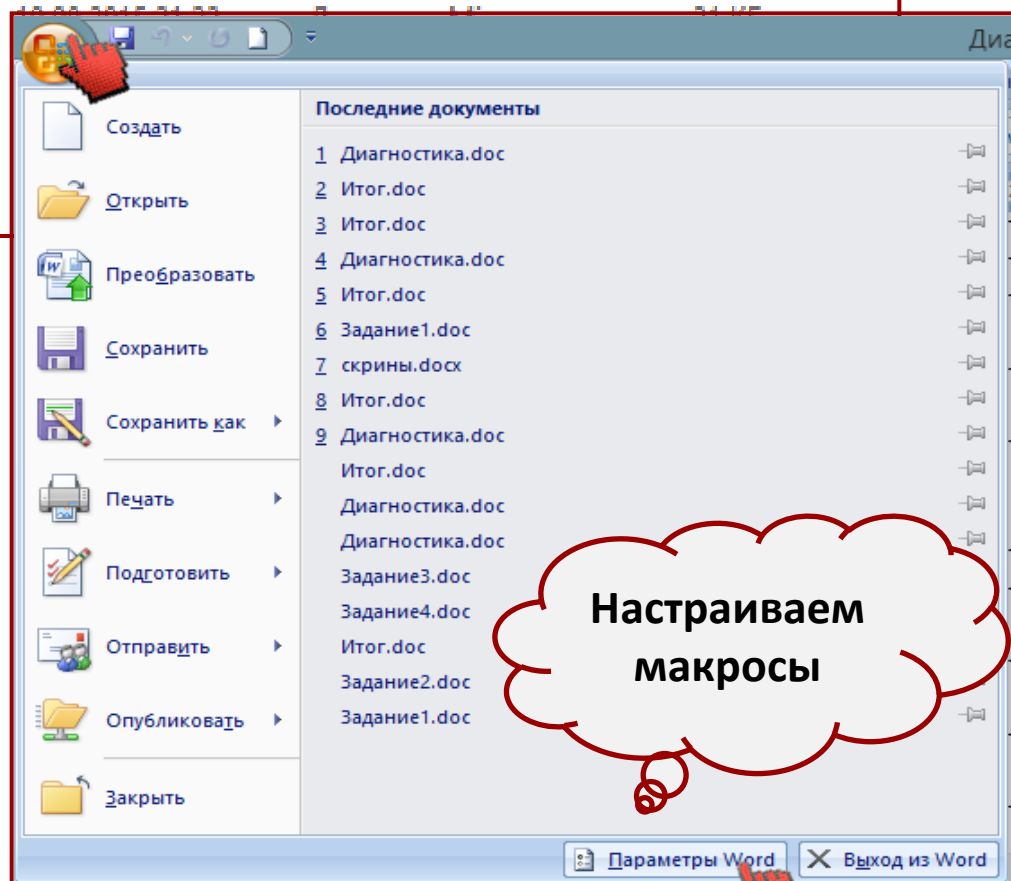 Диа
Создать
Открыть
Преобразовать
Сохранить
Сохранить как
Печать
Подготовить
Отправить
Опубликовать
Закрыть
Последние документы
1 Диагностика.doc
2 Итог.doc
3 Итог.doc
4 Диагностика.doc
5 Итог.doc
6 Задание1.doc
7 скрины.docx
8 Итог.doc
9 Диагностика.doc
Итог.doc
Диагностика.doc
Диагностика.doc
Задание3.doc
Задание4.doc
Итог.doc
Задание2.doc
Задание1.doc
Настраиваем
макросы
Параметры Word
Выход из Word